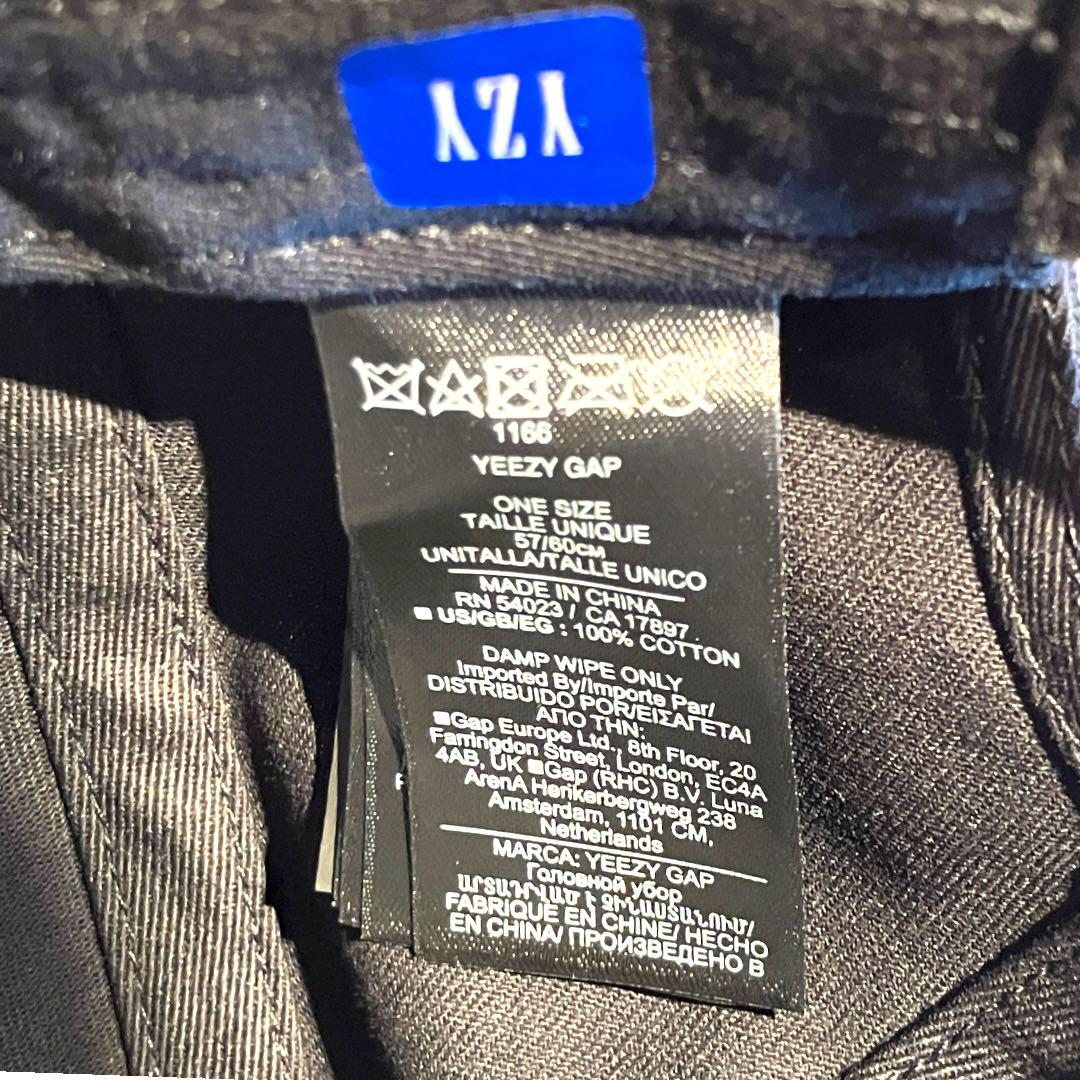 YZY
1166
YEEZY GAP
ONE SIZE
TAILLE UNIQUE
57/60CM
UNITALLA/TALLE UNICO
MADE IN CHINA
RN 54023 / CA 17897
US/GB/EG : 100% COTTON
DAMP WIPE ONLY
Imported By/Importe Par/
DISTRIBUIDO POR/ΕΙΣΑΓΕΤΑΙ
ΑΠΟ ΤΗΝ:
Gap Europe Ltd., 8th Floor, 20
Farringdon Street, London, EC4A
4AB, UK Gap (RHC) B.V, Luna
ArenA Herikerbergweg 238
Amsterdam, 1101 CM,
Netherlands
MARCA: YEEZY GAP
Головной убор
ԱՐՏԱԴՐՎԱԾ Է ՉԻՆԱՍՏԱՆՈՒՄ/
FABRIQUE EN CHINE/ HECHO
EN CHINA/ ПРОИЗВЕДЕНО В